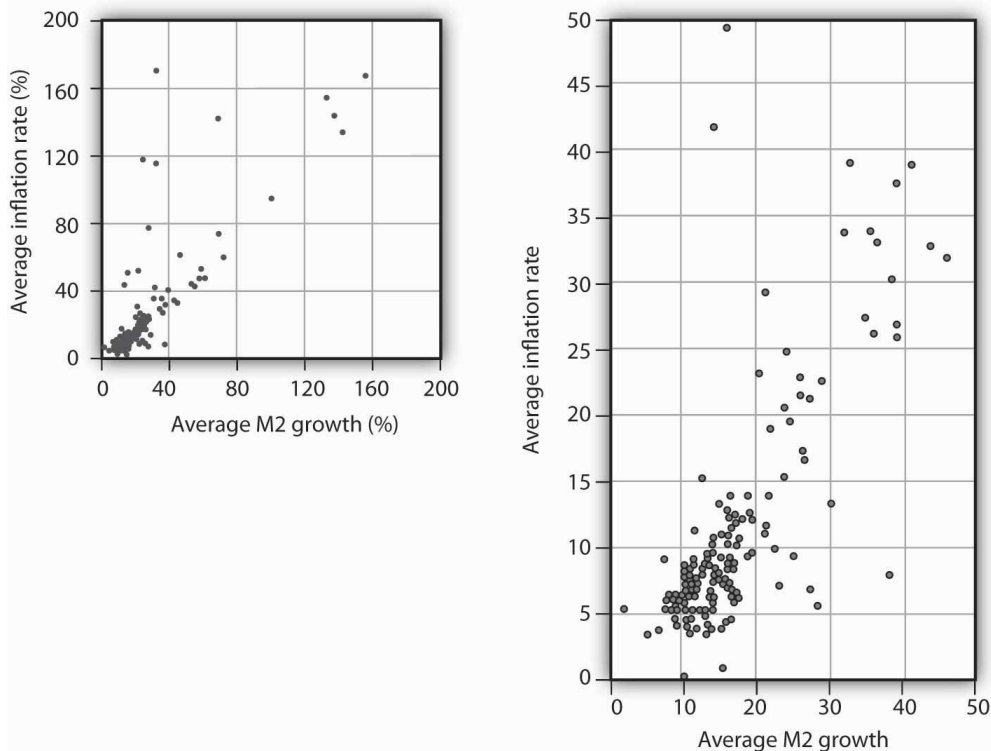 200
160
120
80
40
0
Average inflation rate (%)
0 40 80 120 160 200
Average M2 growth (%)
50
45
40
35
30
25
20
15
10
5
0
Average inflation rate
0 10 20 30 40 50
Average M2 growth